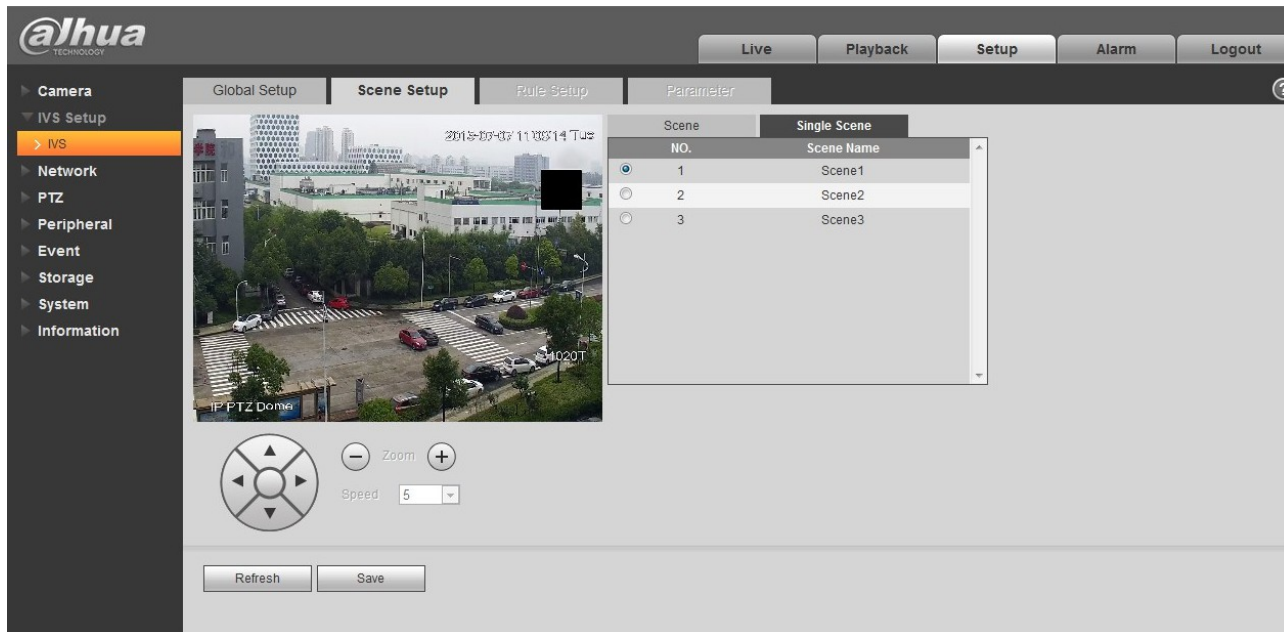 alhua
TECHNOLOGY
Live
Playback
Setup
Alarm
Logout
Camera
IVS Setup
> IVS
Network
PTZ
Peripheral
Event
Storage
System
Information
Global Setup
Scene Setup
Rule Setup
Parameter
?
Scene
Single Scene
NO. Scene Name
1 Scene1
2 Scene2
3 Scene3
IP PTZ Dome
Zoom
Speed 5
Refresh
Save